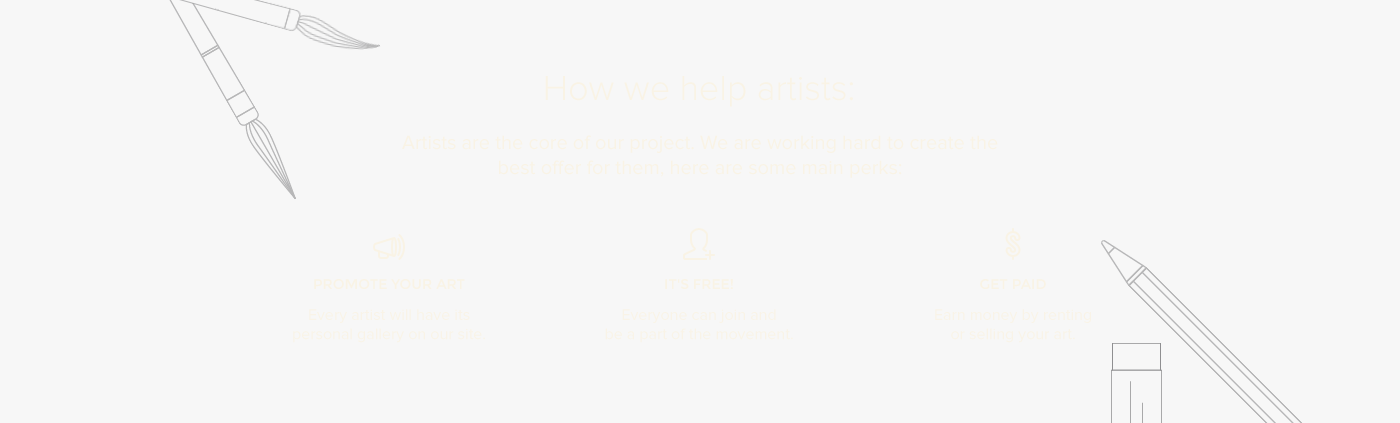 How we help artists:
Artists are the core of our project. We are working hard to create the
best offer for them, here are some main perks
PROMOTE YOUR ART
IT'S FREE!
GET PAID
Every artist will have its
Everyone can join and
Earn money by renting
personal gallery on our site
be a part of the movement
or selling your art